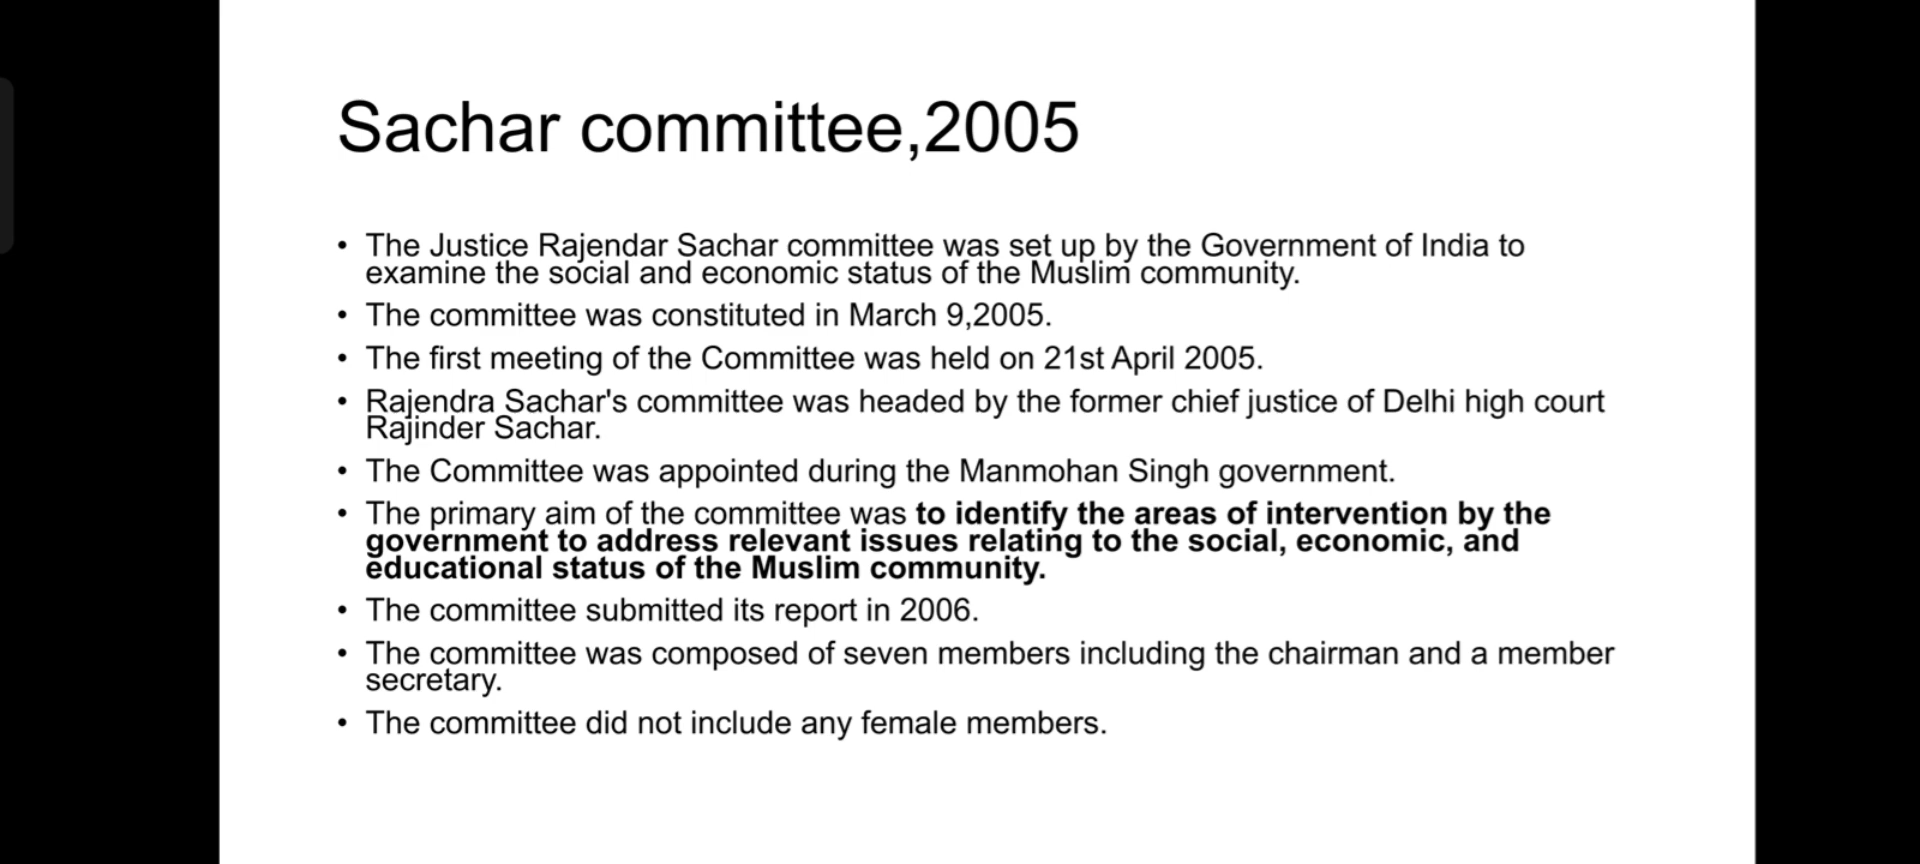 Sachar committee,2005
• The Justice Rajendar Sachar committee was set up by the Government of India to
examine the social and economic status of the Muslim community.
• The committee was constituted in March 9,2005.
• The first meeting of the Committee was held on 21st April 2005.
• Rajendra Sachar's committee was headed by the former chief justice of Delhi high court
Rajinder Sachar.
• The Committee was appointed during the Manmohan Singh government.
• The primary aim of the committee was to identify the areas of intervention by the
government to address relevant issues relating to the social, economic, and
educational status of the Muslim community.
• The committee submitted its report in 2006.
• The committee was composed of seven members including the chairman and a member
secretary.
• The committee did not include any female members.